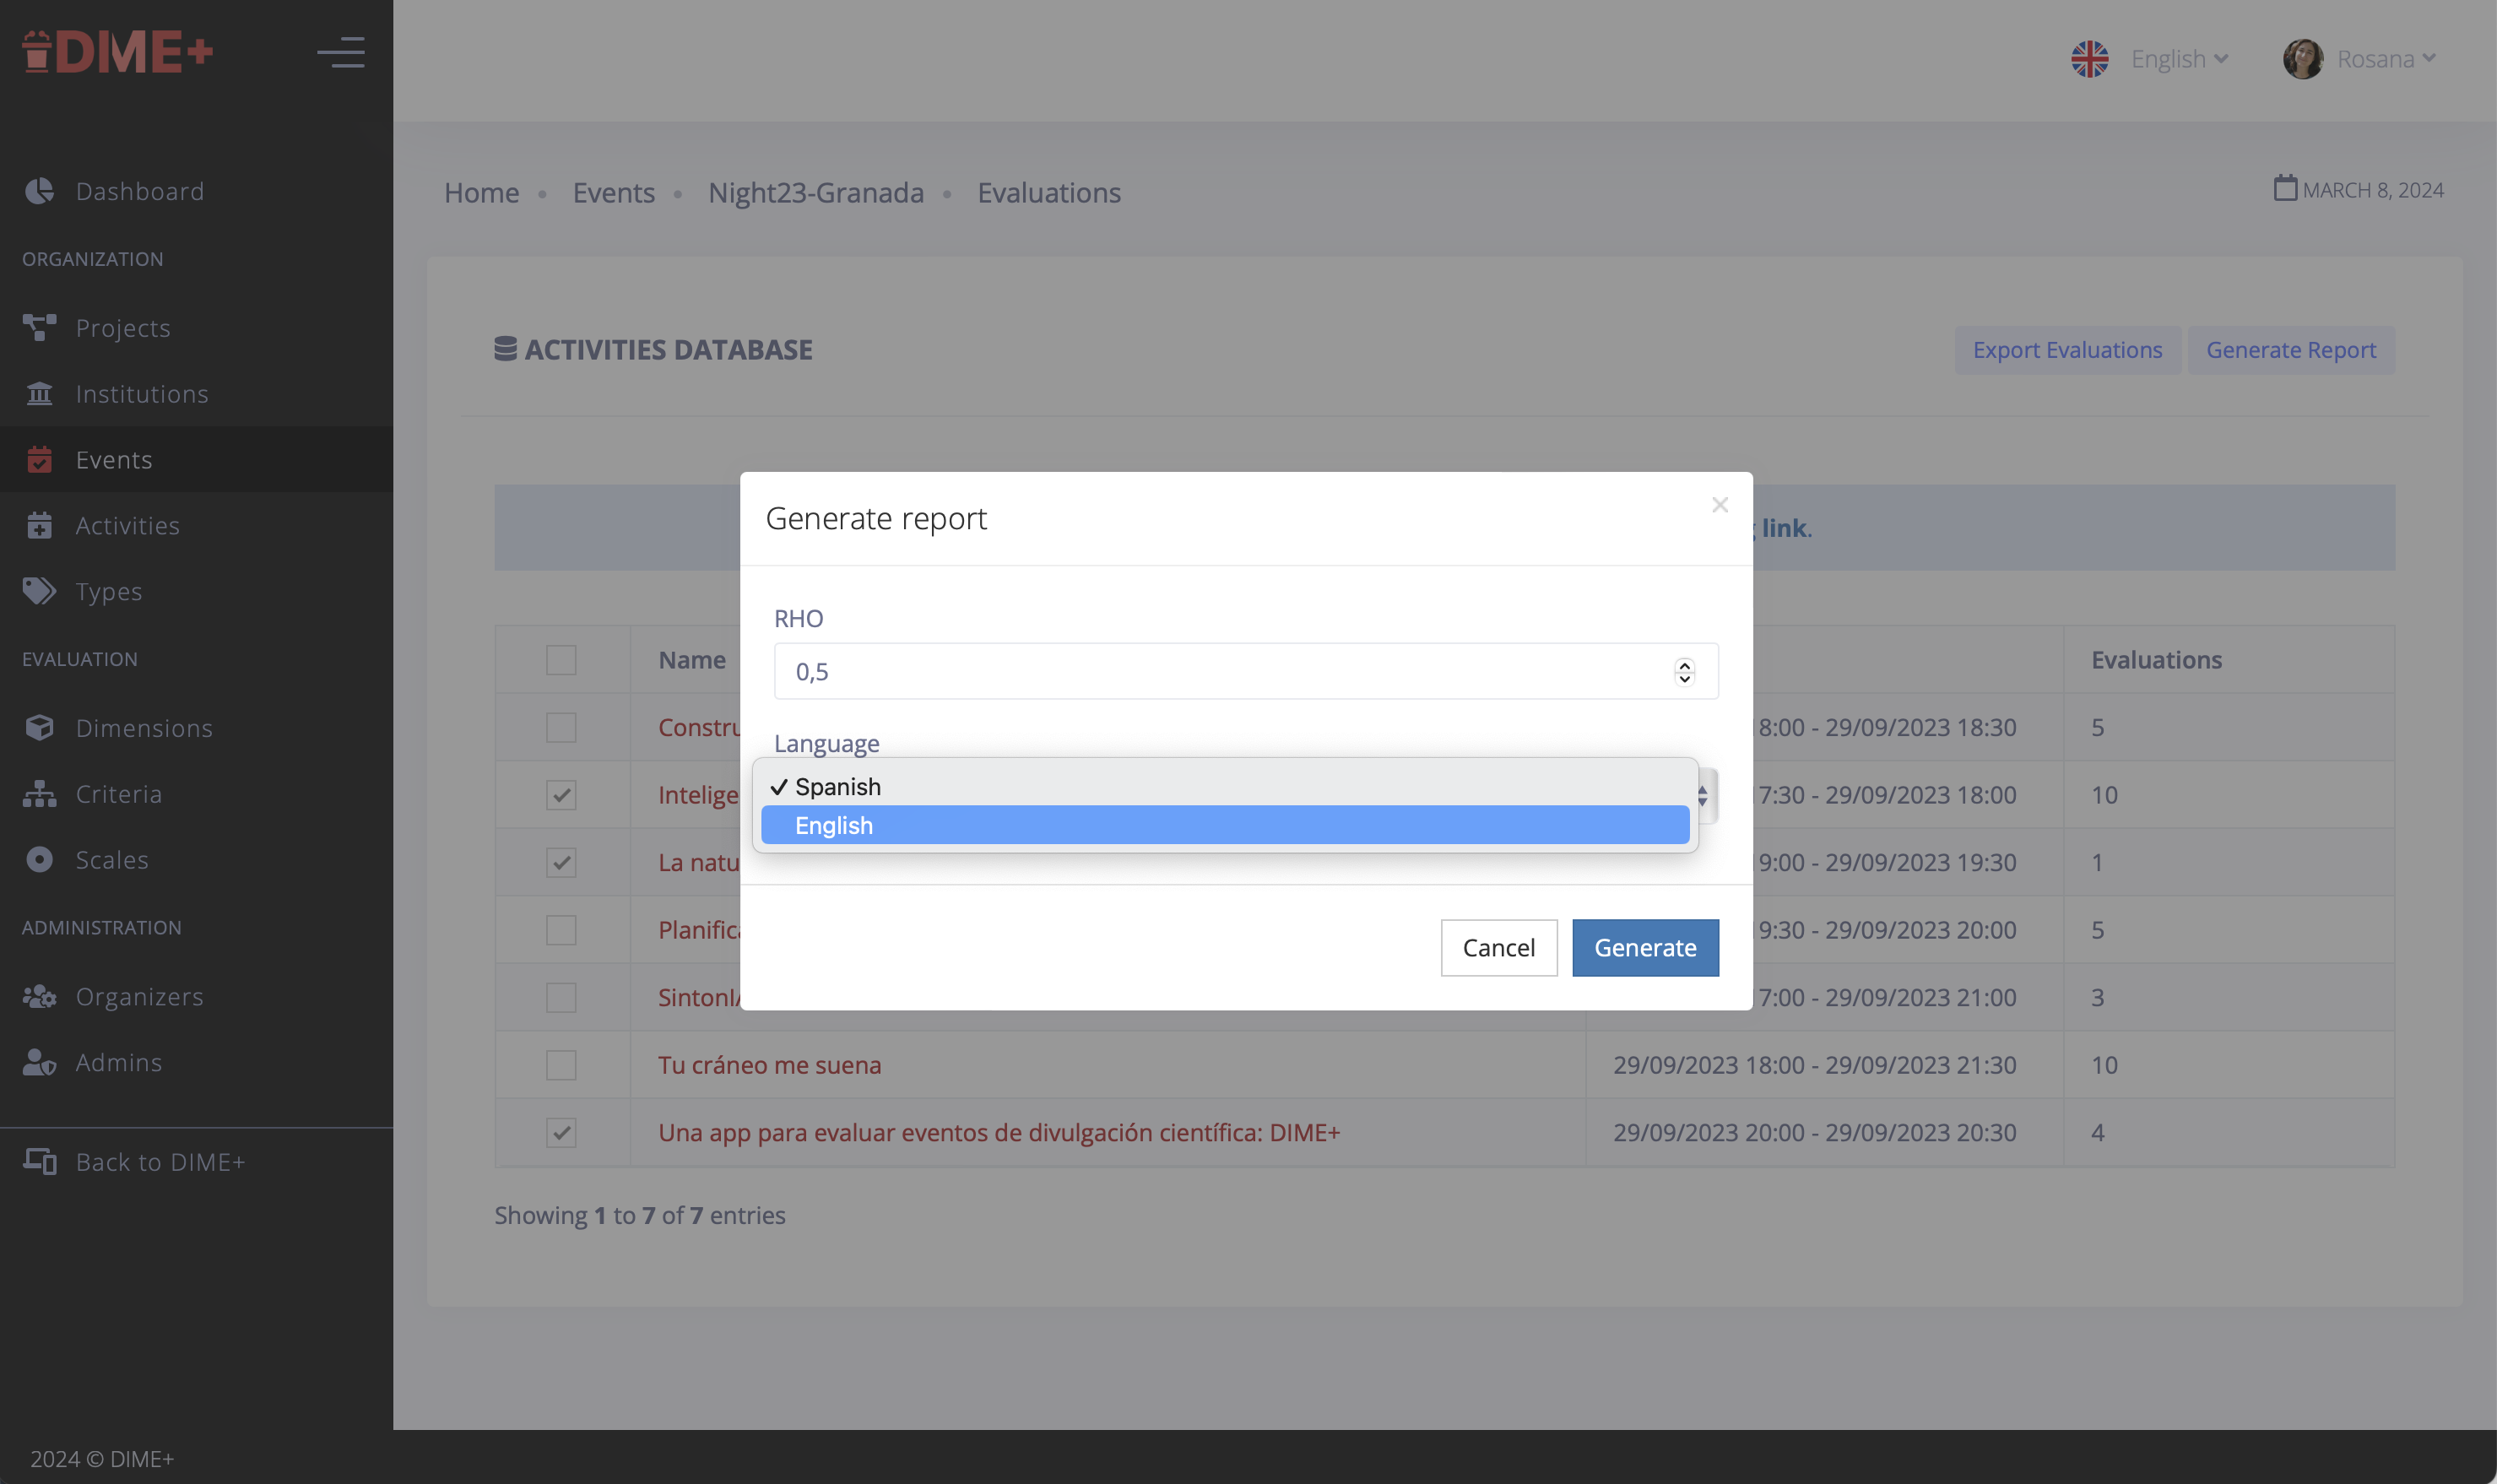 DIME+
English
Rosana
Dashboard
ORGANIZATION
Projects
Institutions
Events
Activities
Types
EVALUATION
Dimensions
Criteria
Scales
ADMINISTRATION
Organizers
Admins
Back to DIME+
2024 © DIME+
Home • Events • Night23-Granada • Evaluations
MARCH 8, 2024
ACTIVITIES DATABASE
Export Evaluations
Generate Report
link.
Generate report
×
RHO
0,5
Language
✓ Spanish
English
Cancel
Generate
Name
Evaluations
8:00 - 29/09/2023 18:30 5
7:30 - 29/09/2023 18:00 10
La natu 9:00 - 29/09/2023 19:30 1
9:30 - 29/09/2023 20:00 5
7:00 - 29/09/2023 21:00 3
Tu cráneo me suena 29/09/2023 18:00 - 29/09/2023 21:30 10
Una app para evaluar eventos de divulgación científica: DIME+ 29/09/2023 20:00 - 29/09/2023 20:30 4
Showing 1 to 7 of 7 entries